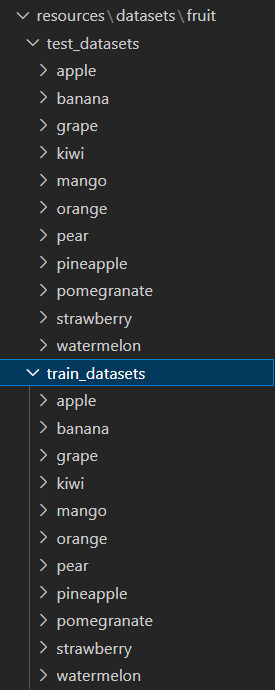 resources\datasets\fruit
test_datasets
apple
banana
grape
kiwi
mango
orange
pear
pineapple
pomegranate
strawberry
watermelon
train_datasets
apple
banana
grape
kiwi
mango
orange
pear
pineapple
pomegranate
strawberry
watermelon